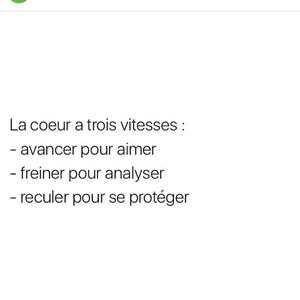 La coeur a trois vitesses :
- avancer pour aimer
- freiner pour analyser
- reculer pour se protéger